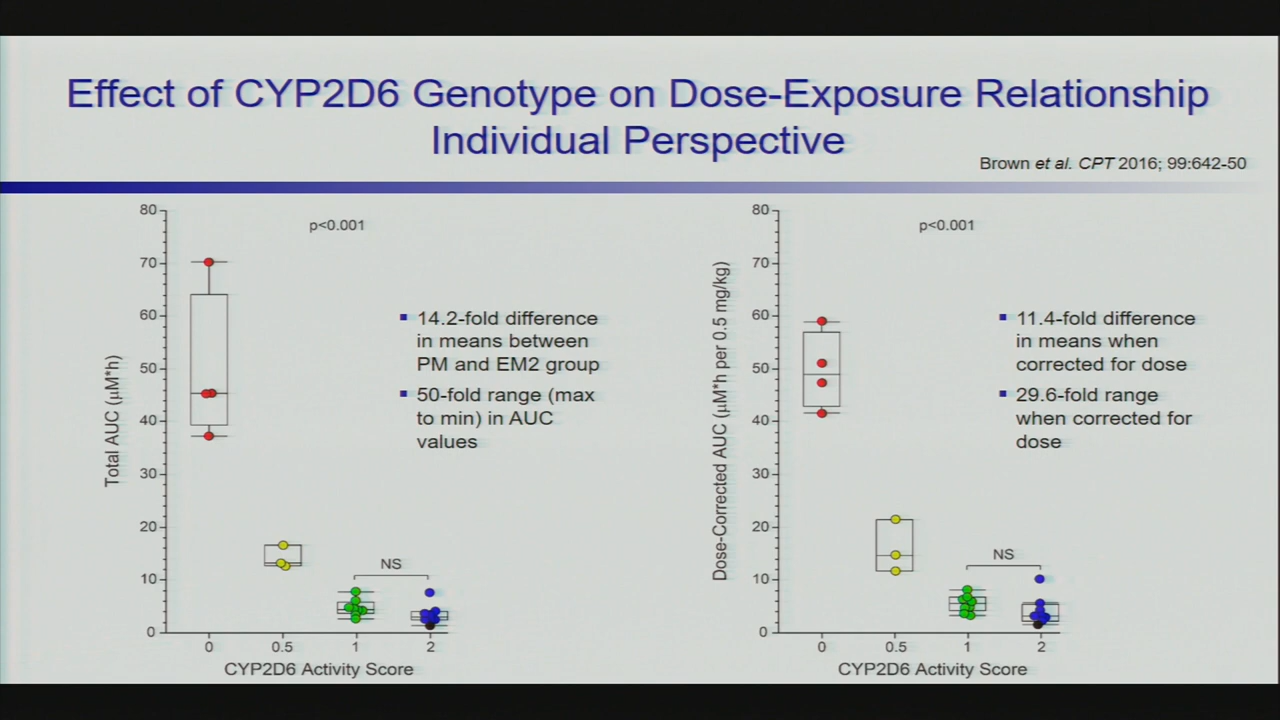 Effect of CYP2D6 Genotype on Dose-Exposure Relationship
Individual Perspective
Brown et al. CPT 2016; 99:642-50
80
70
60
50
40
30
20
10
0
Total AUC (µM*h)
p<0.001
▪ 14.2-fold difference
in means between
PM and EM2 group
▪ 50-fold range (max
to min) in AUC
values
NS
0 0.5 1 2
CYP2D6 Activity Score
80
70
60
50
40
30
20
10
0
Dose-Corrected AUC (µM*h per 0.5 mg/kg)
p<0.001
▪ 11.4-fold difference
in means when
corrected for dose
▪ 29.6-fold range
when corrected for
dose
NS
0 0.5 1 2
CYP2D6 Activity Score